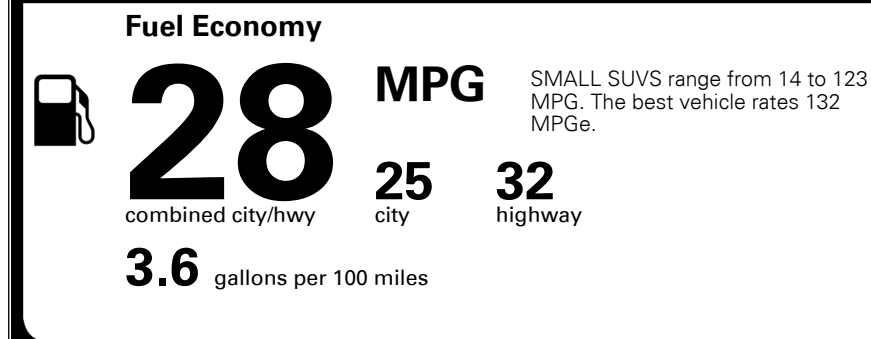 Fuel Economy
28 MPG
SMALL SUVS range from 14 to 123
MPG. The best vehicle rates 132
MPGe.
combined city/hwy
25
city
32
highway
3.6 gallons per 100 miles